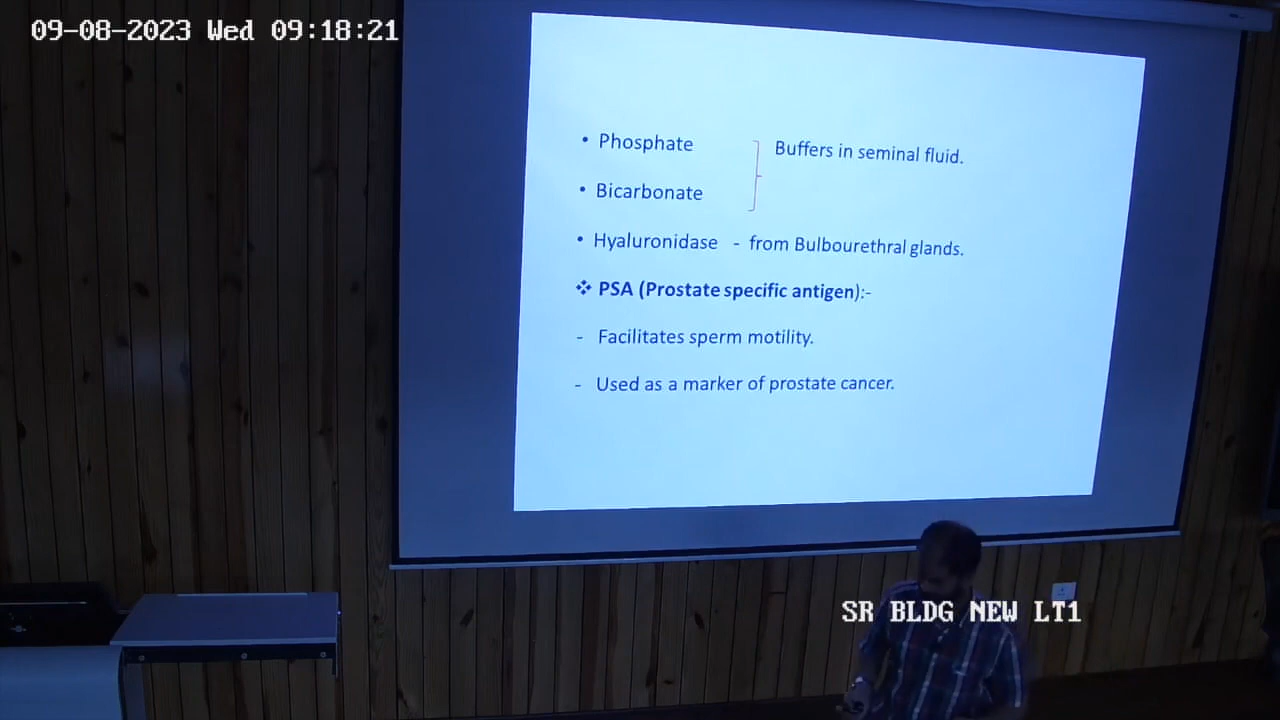 09-08-2023 Wed 09:18:21
• Phosphate
Buffers in seminal fluid.
• Bicarbonate
• Hyaluronidase - from Bulbourethral glands.
❖ PSA (Prostate specific antigen):-
- Facilitates sperm motility.
- Used as a marker of prostate cancer.
SR BLDG NEW LT1